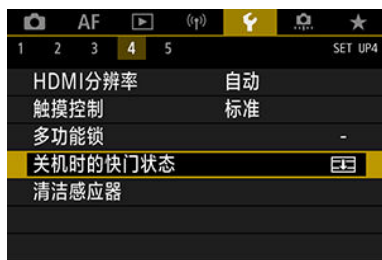 AF
1 2 3 4 5 SET UP4
HDMI分辨率 自动
触摸控制 标准
多功能锁 -
关机时的快门状态
清洁感应器